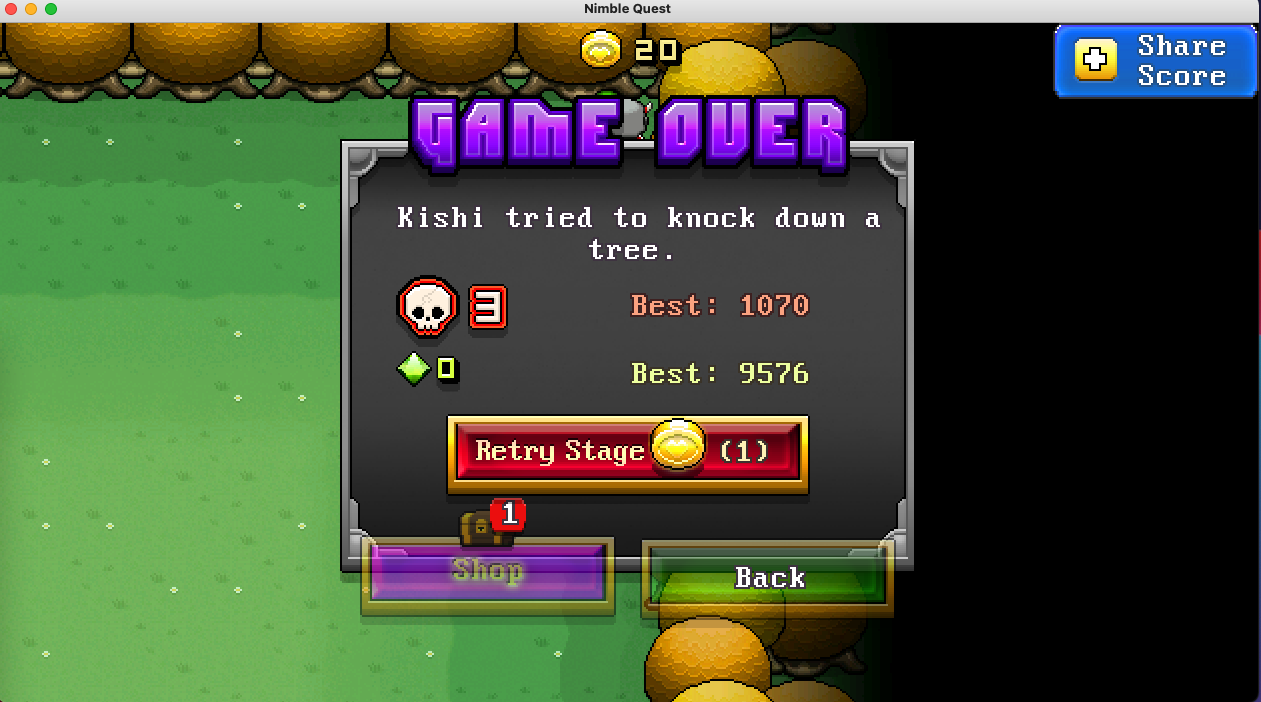 Nimble Quest
20
Share
Score
GAME OVER
Kishi tried to knock down a
tree.
3
Best: 1070
0
Best: 9576
Retry Stage (1)
1
Shop
Back